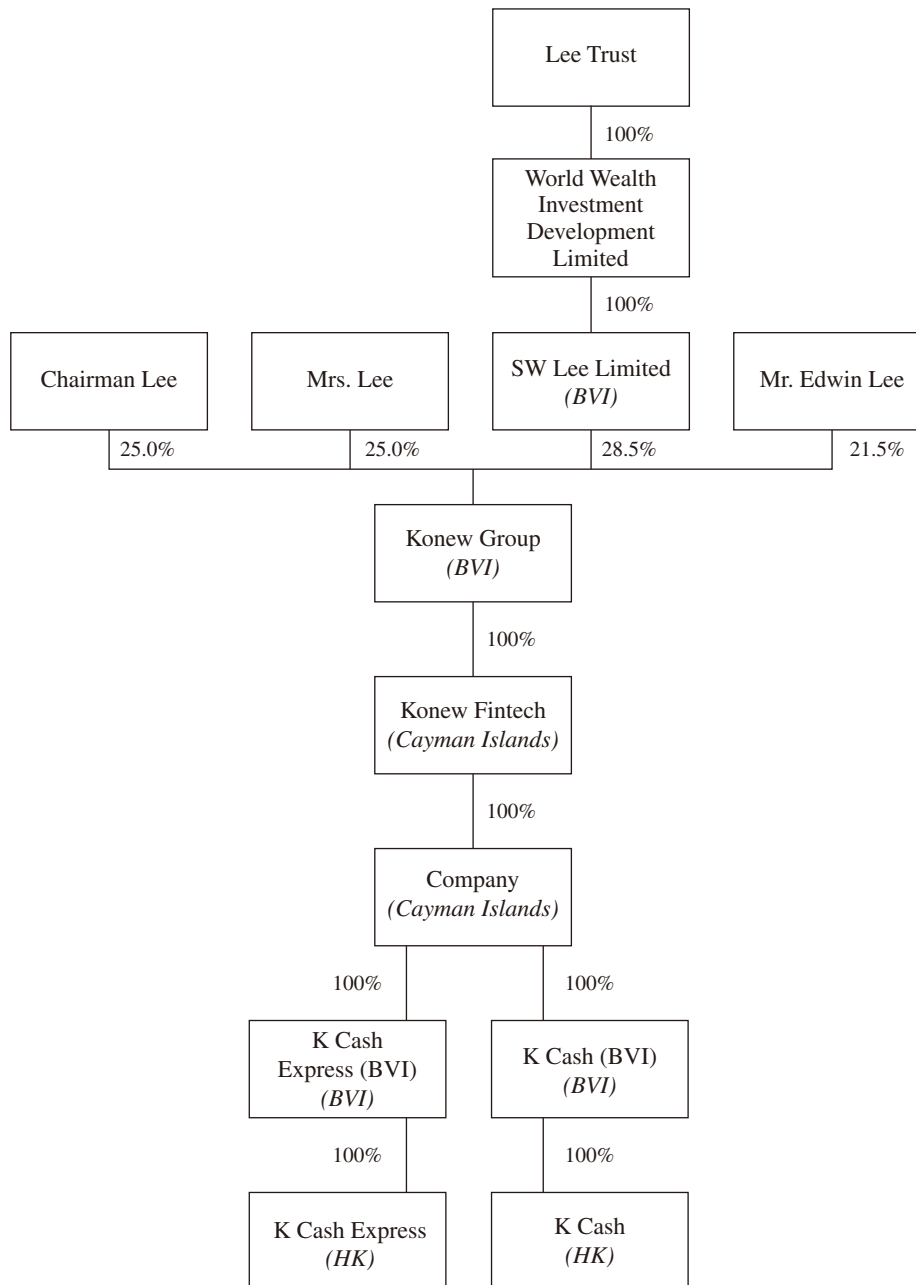 Lee Trust
100%
World Wealth
Investment
Development
Limited
100%
Chairman Lee
Mrs. Lee
SW Lee Limited
(BVI)
Mr. Edwin Lee
25.0%
25.0%
28.5%
21.5%
Konew Group
(BVI)
100%
Konew Fintech
(Cayman Islands)
100%
Company
(Cayman Islands)
100%
100%
K Cash
Express (BVI)
(BVI)
K Cash (BVI)
(BVI)
100%
100%
K Cash Express
(HK)
K Cash
(HK)